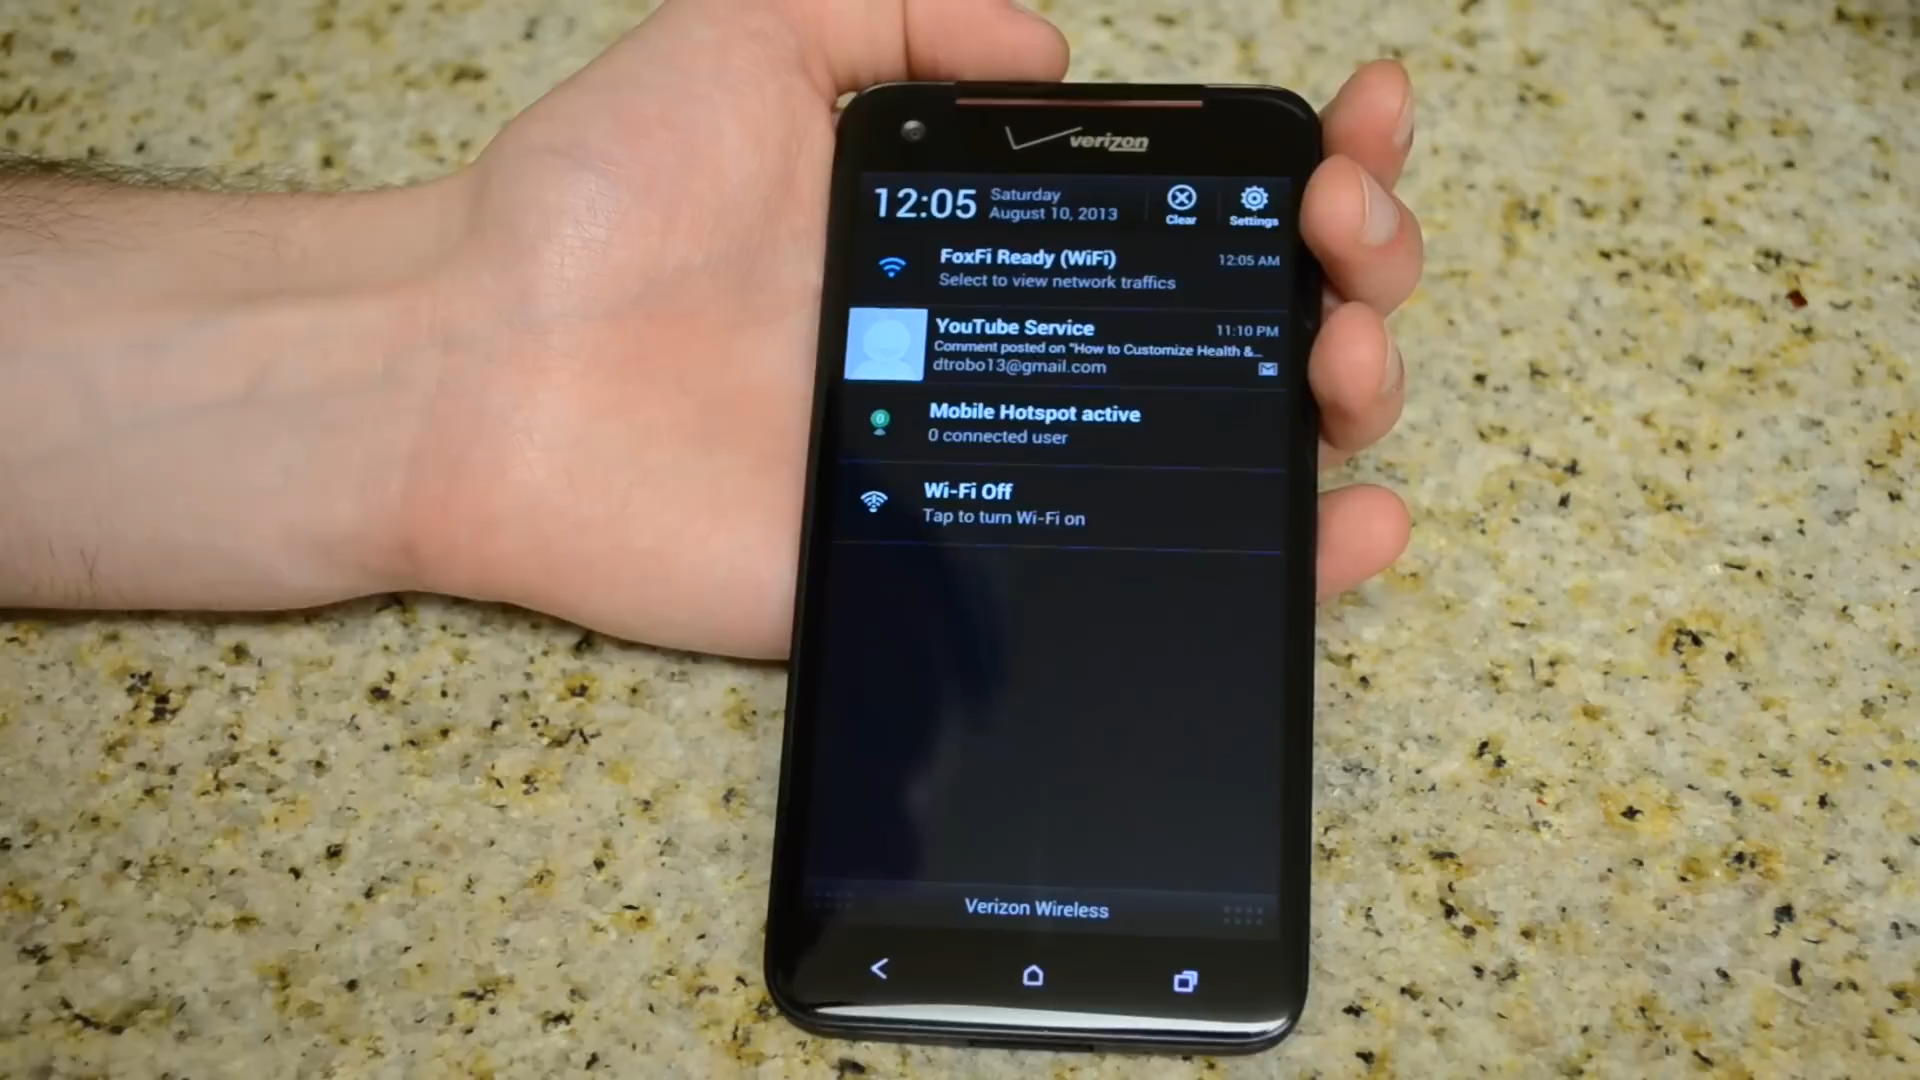 verizon
12:05
Saturday
August 10, 2013
Clear
Settings
FoxFi Ready (WiFi)
12:05 AM
Select to view network traffics
YouTube Service
11:10 PM
Comment posted on "How to Customize Health &...
dtrobo13@gmail.com
0
Mobile Hotspot active
0 connected user
Wi-Fi Off
Tap to turn Wi-Fi on
Verizon Wireless